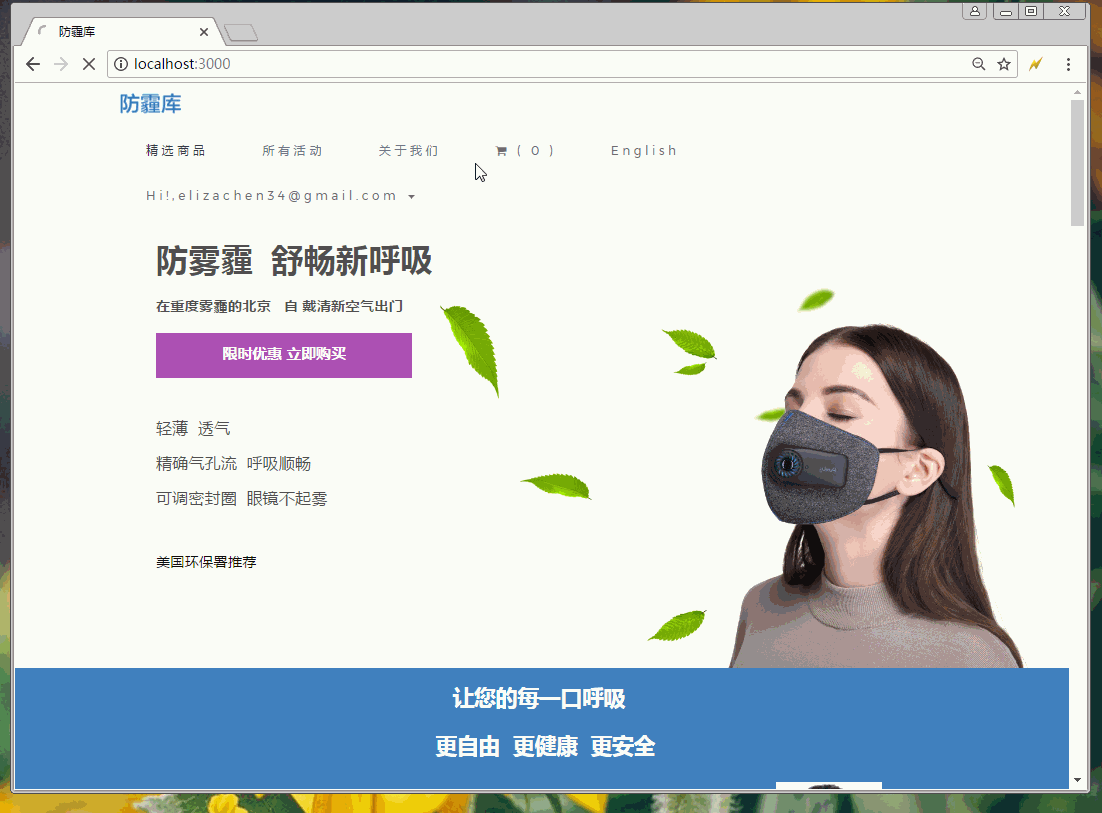 防霾库
localhost:3000
防霾库
精选商品 所有活动 关于我们 ( 0 ) English
Hi!,elizachen34@gmail.com
防雾霾 舒畅新呼吸
在重度雾霾的北京 自 戴清新空气出门
限时优惠 立即购买
轻薄 透气
精确气孔流 呼吸顺畅
可调密封圈 眼镜不起雾
美国环保署推荐
让您的每一口呼吸
更自由 更健康 更安全